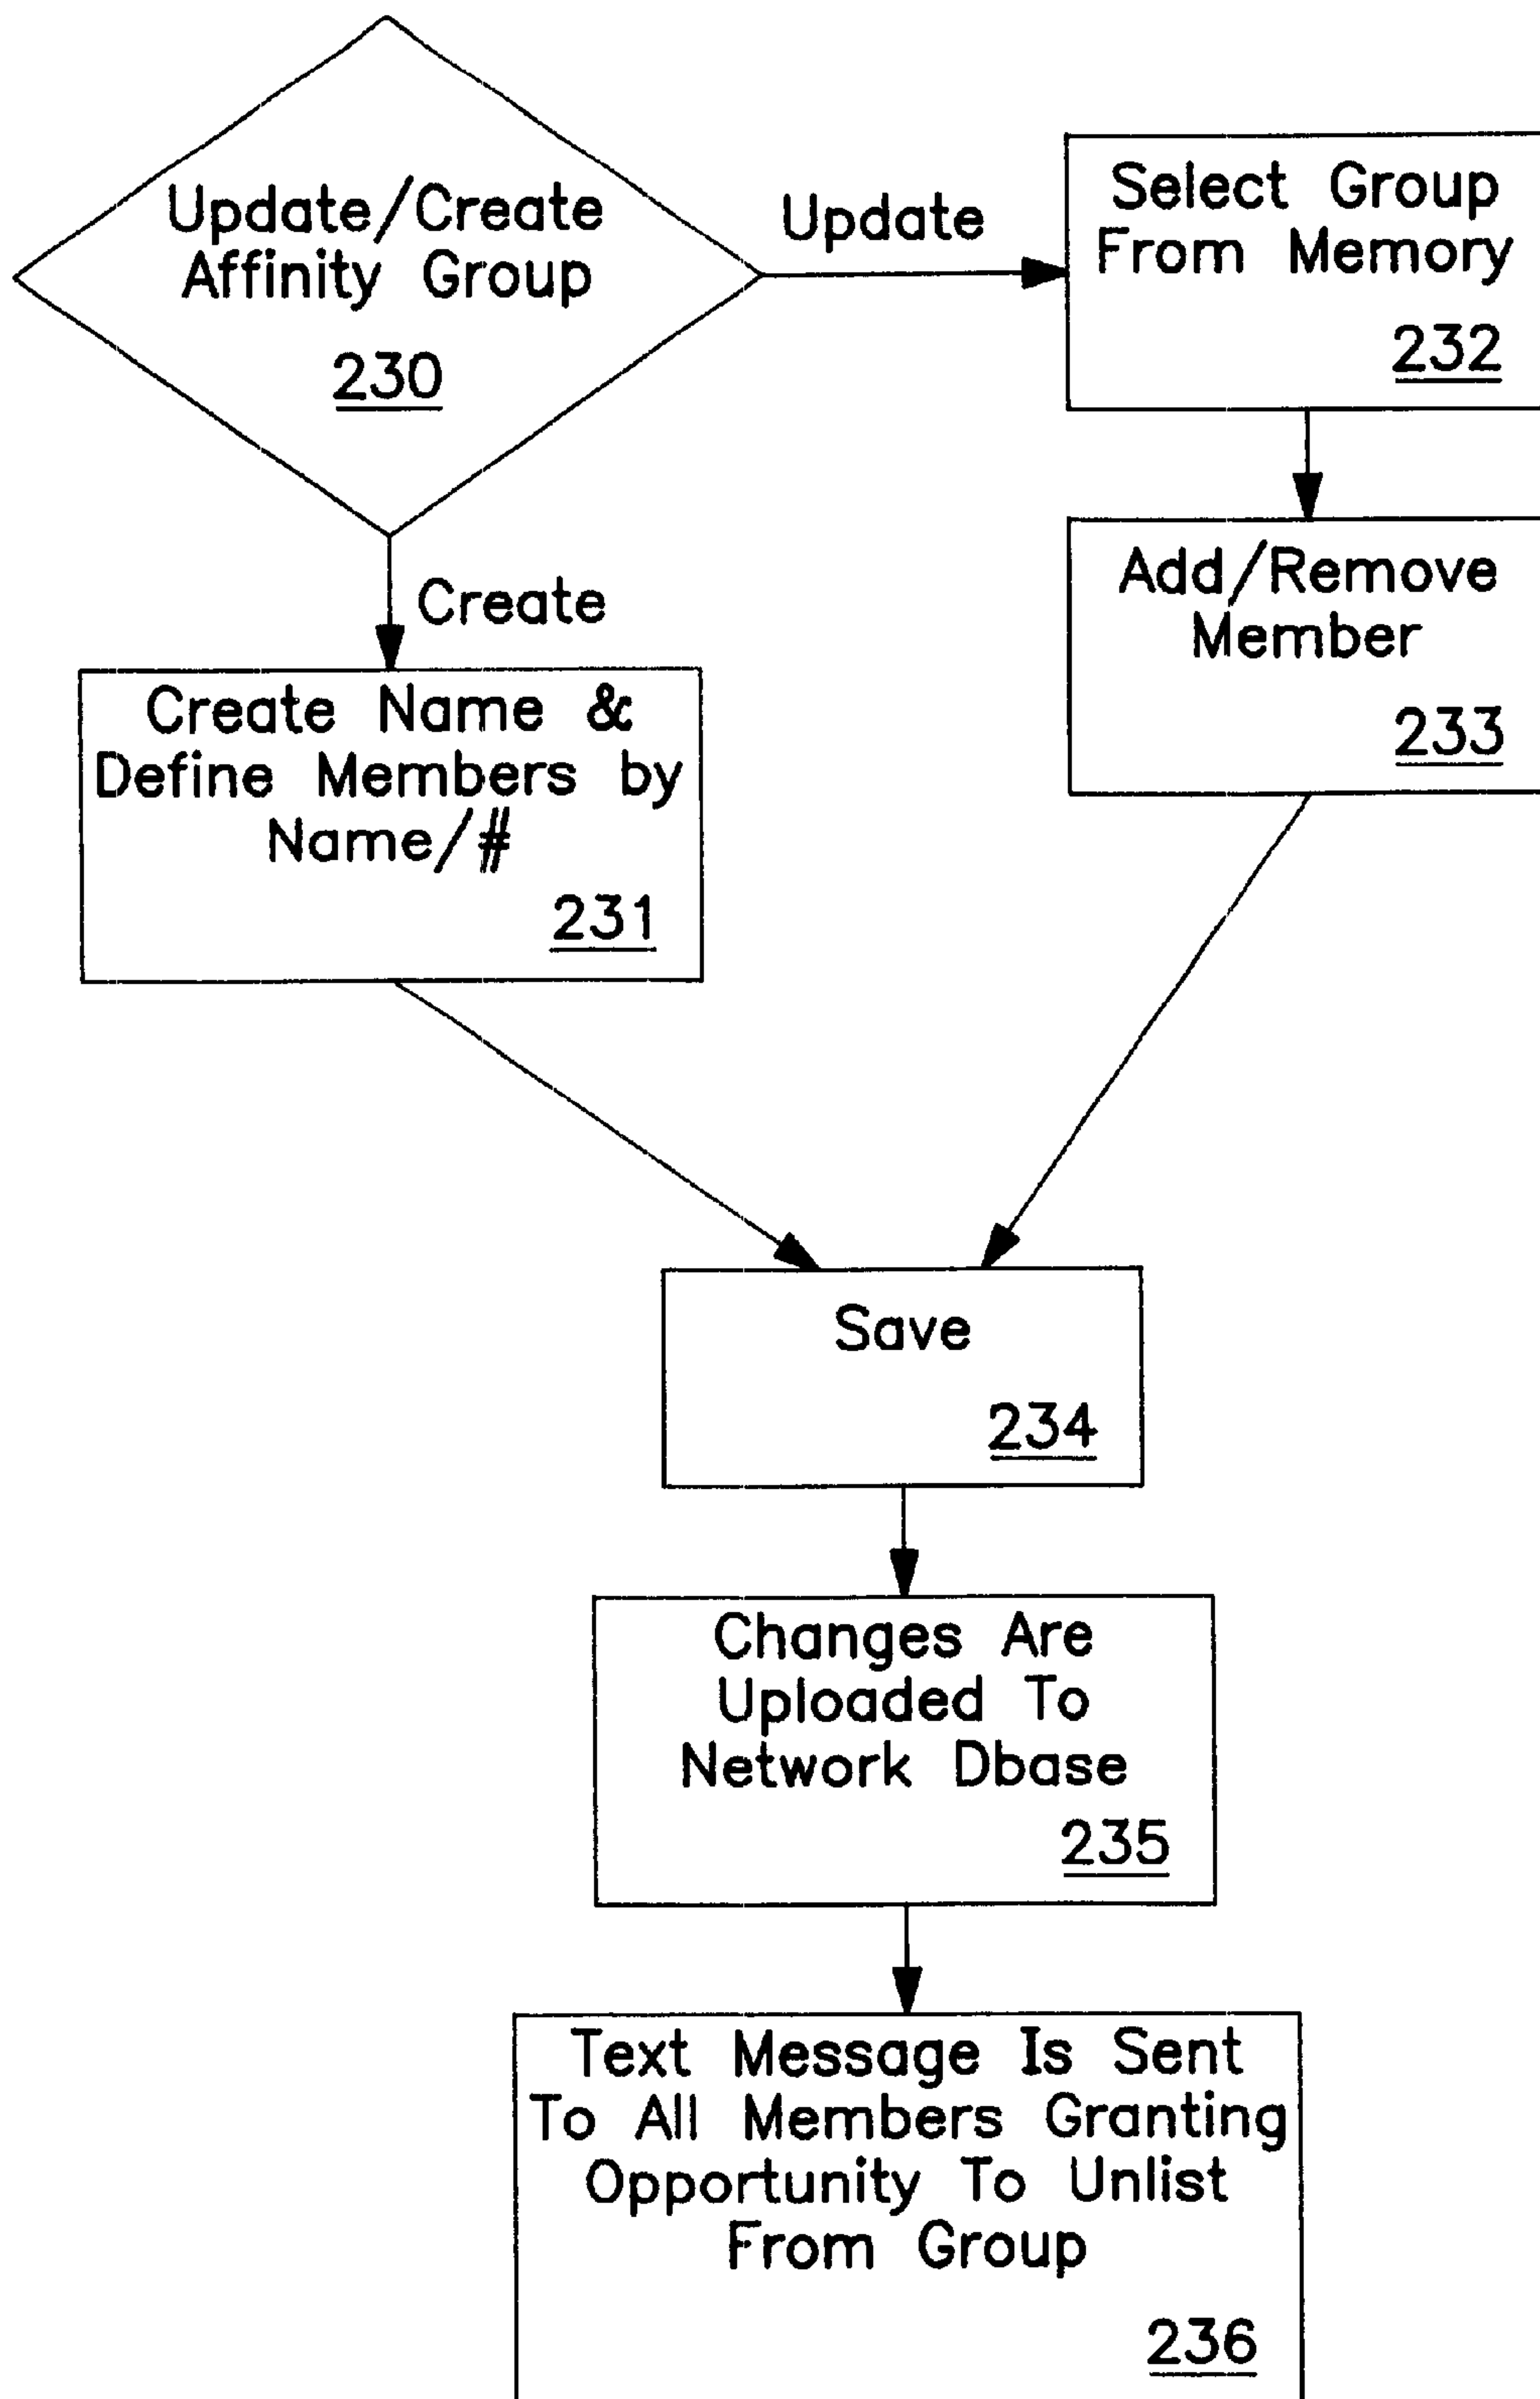 Update/Create
Affinity Group
230
Update
Select Group
From Memory
232
Add/Remove
Member
233
Create
Create Name &
Define Members by
Name/#
231
Save
234
Changes Are
Uploaded To
Network Dbase
235
Text Message Is Sent
To All Members Granting
Opportunity To Unlist
From Group
236